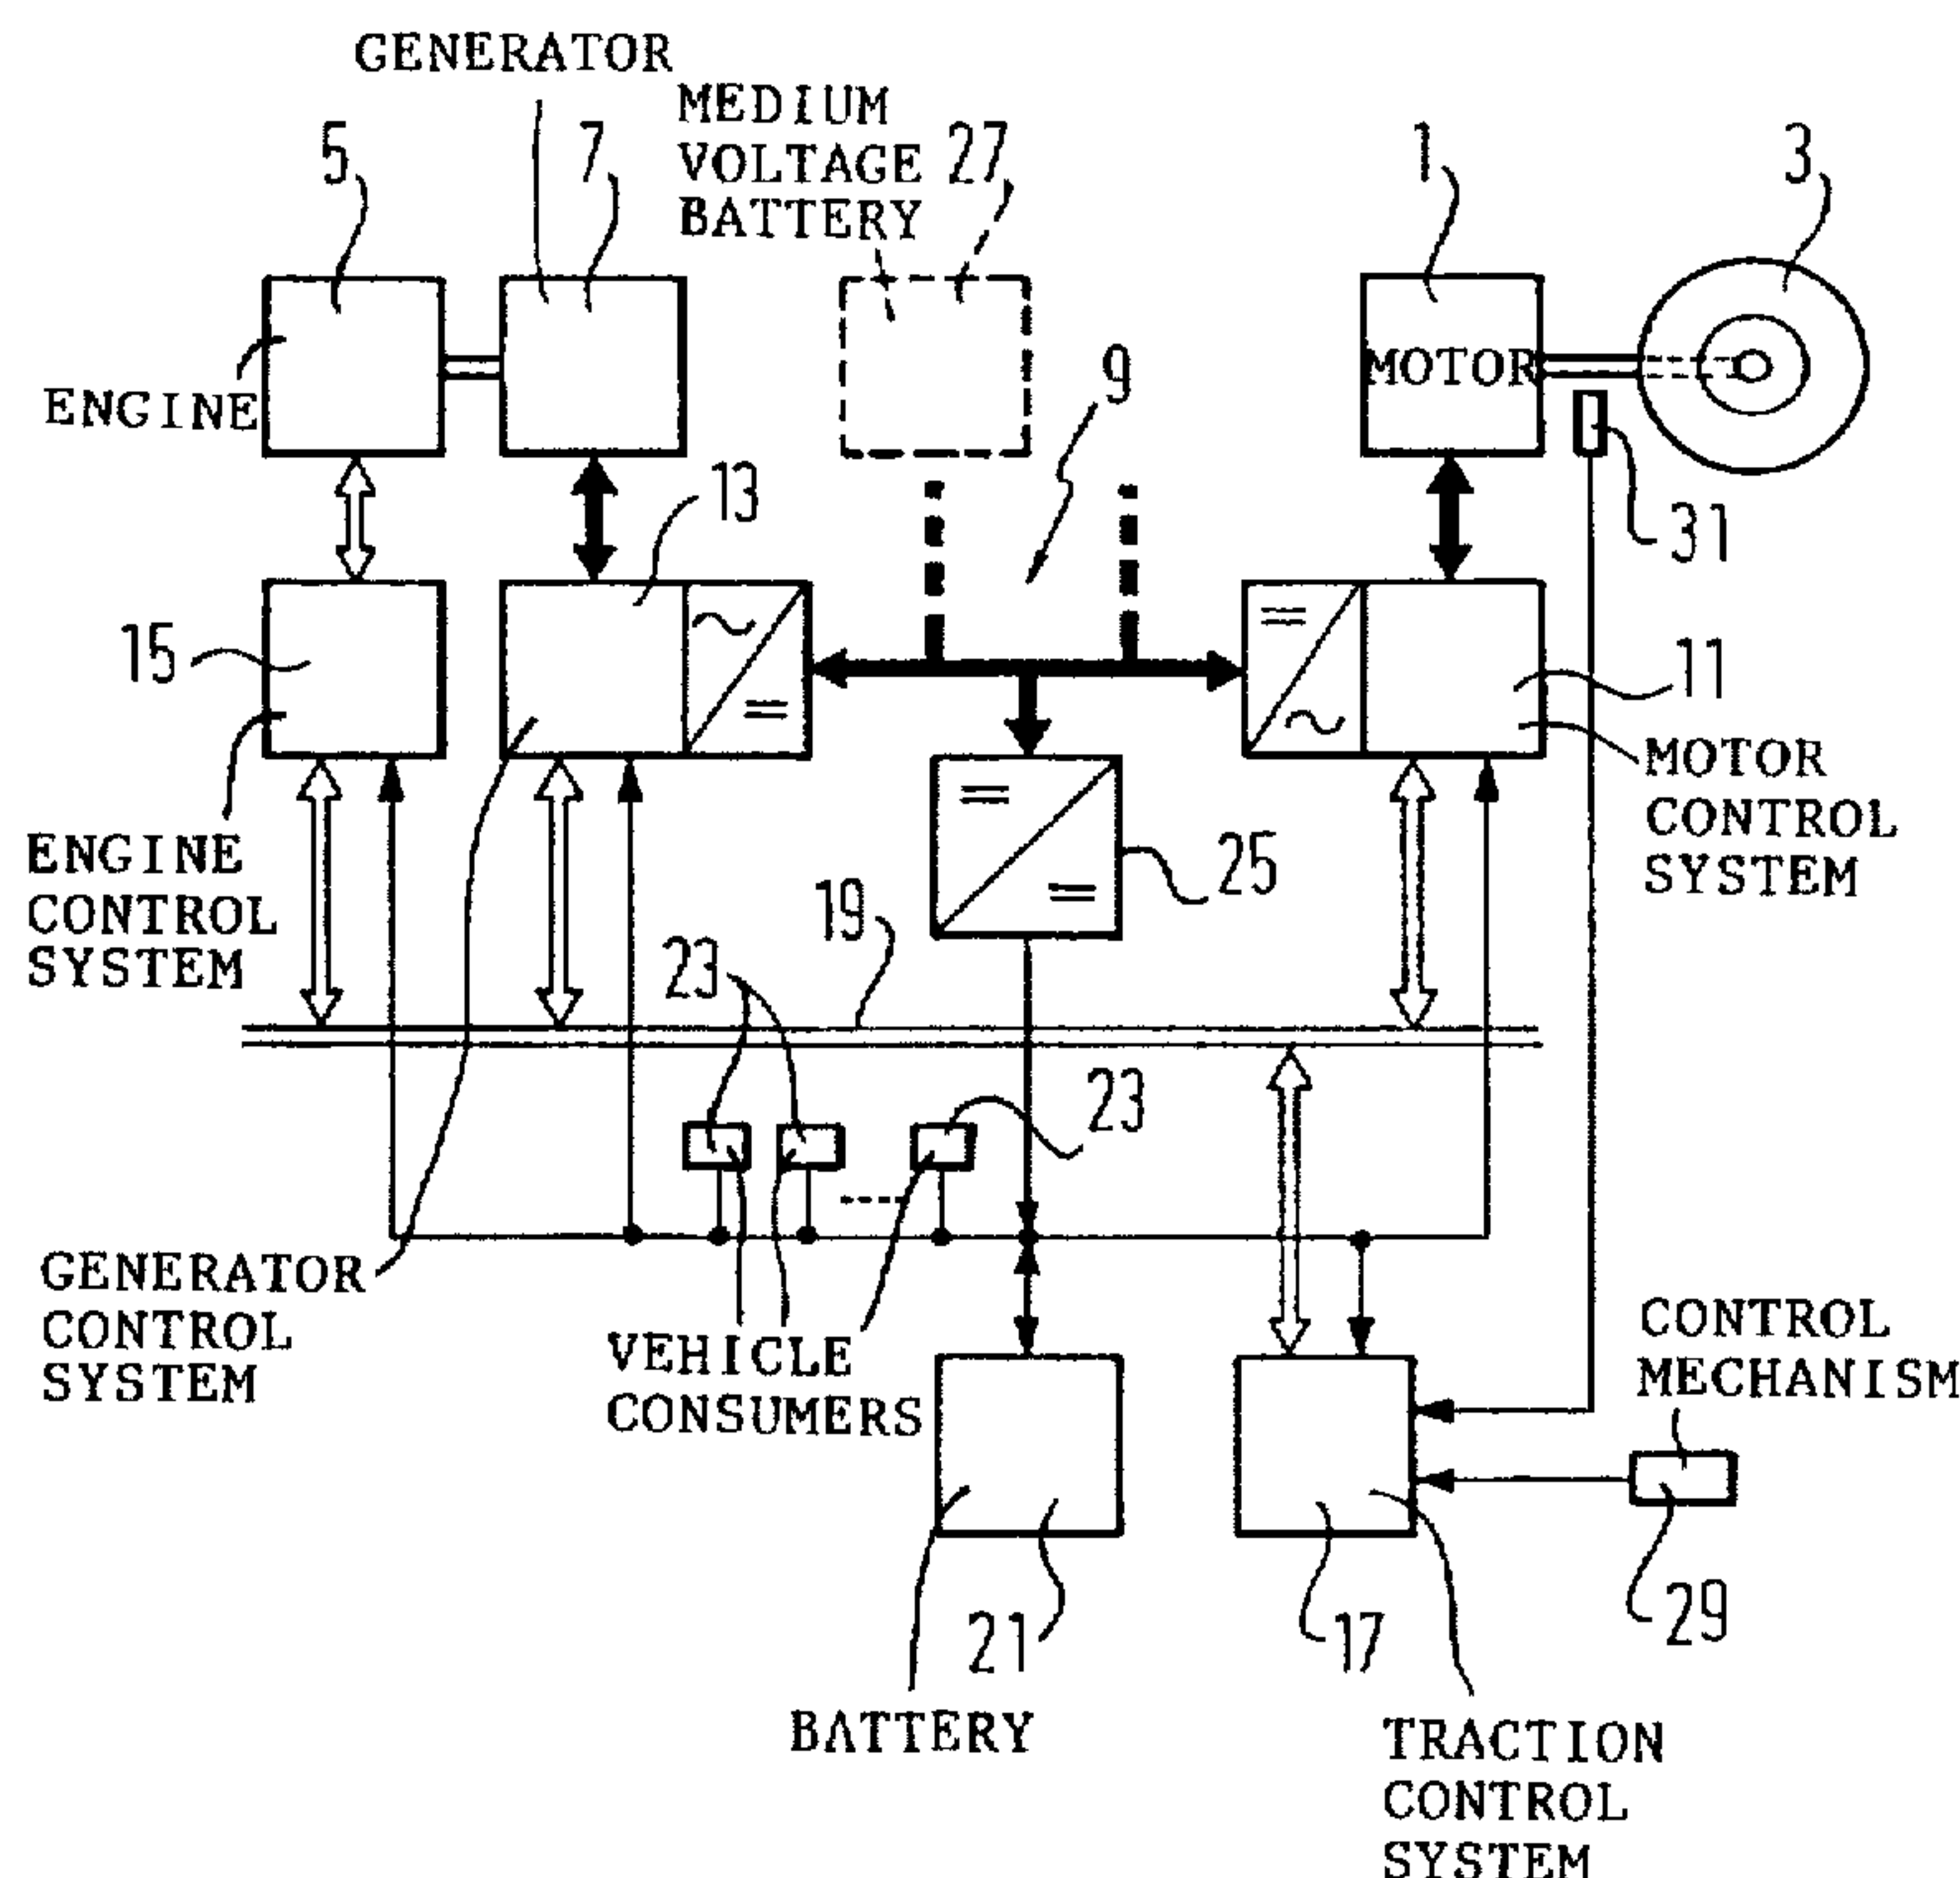 GENERATOR
MEDIUM
VOLTAGE
BATTERY
5
7
27
1
3
ENGINE
MOTOR
9
13
31
15
11
MOTOR
CONTROL
SYSTEM
ENGINE
CONTROL
SYSTEM
25
19
23
23
GENERATOR
CONTROL
SYSTEM
VEHICLE
CONSUMERS
CONTROL
MECHANISM
21
17
29
BATTERY
TRACTION
CONTROL
SYSTEM